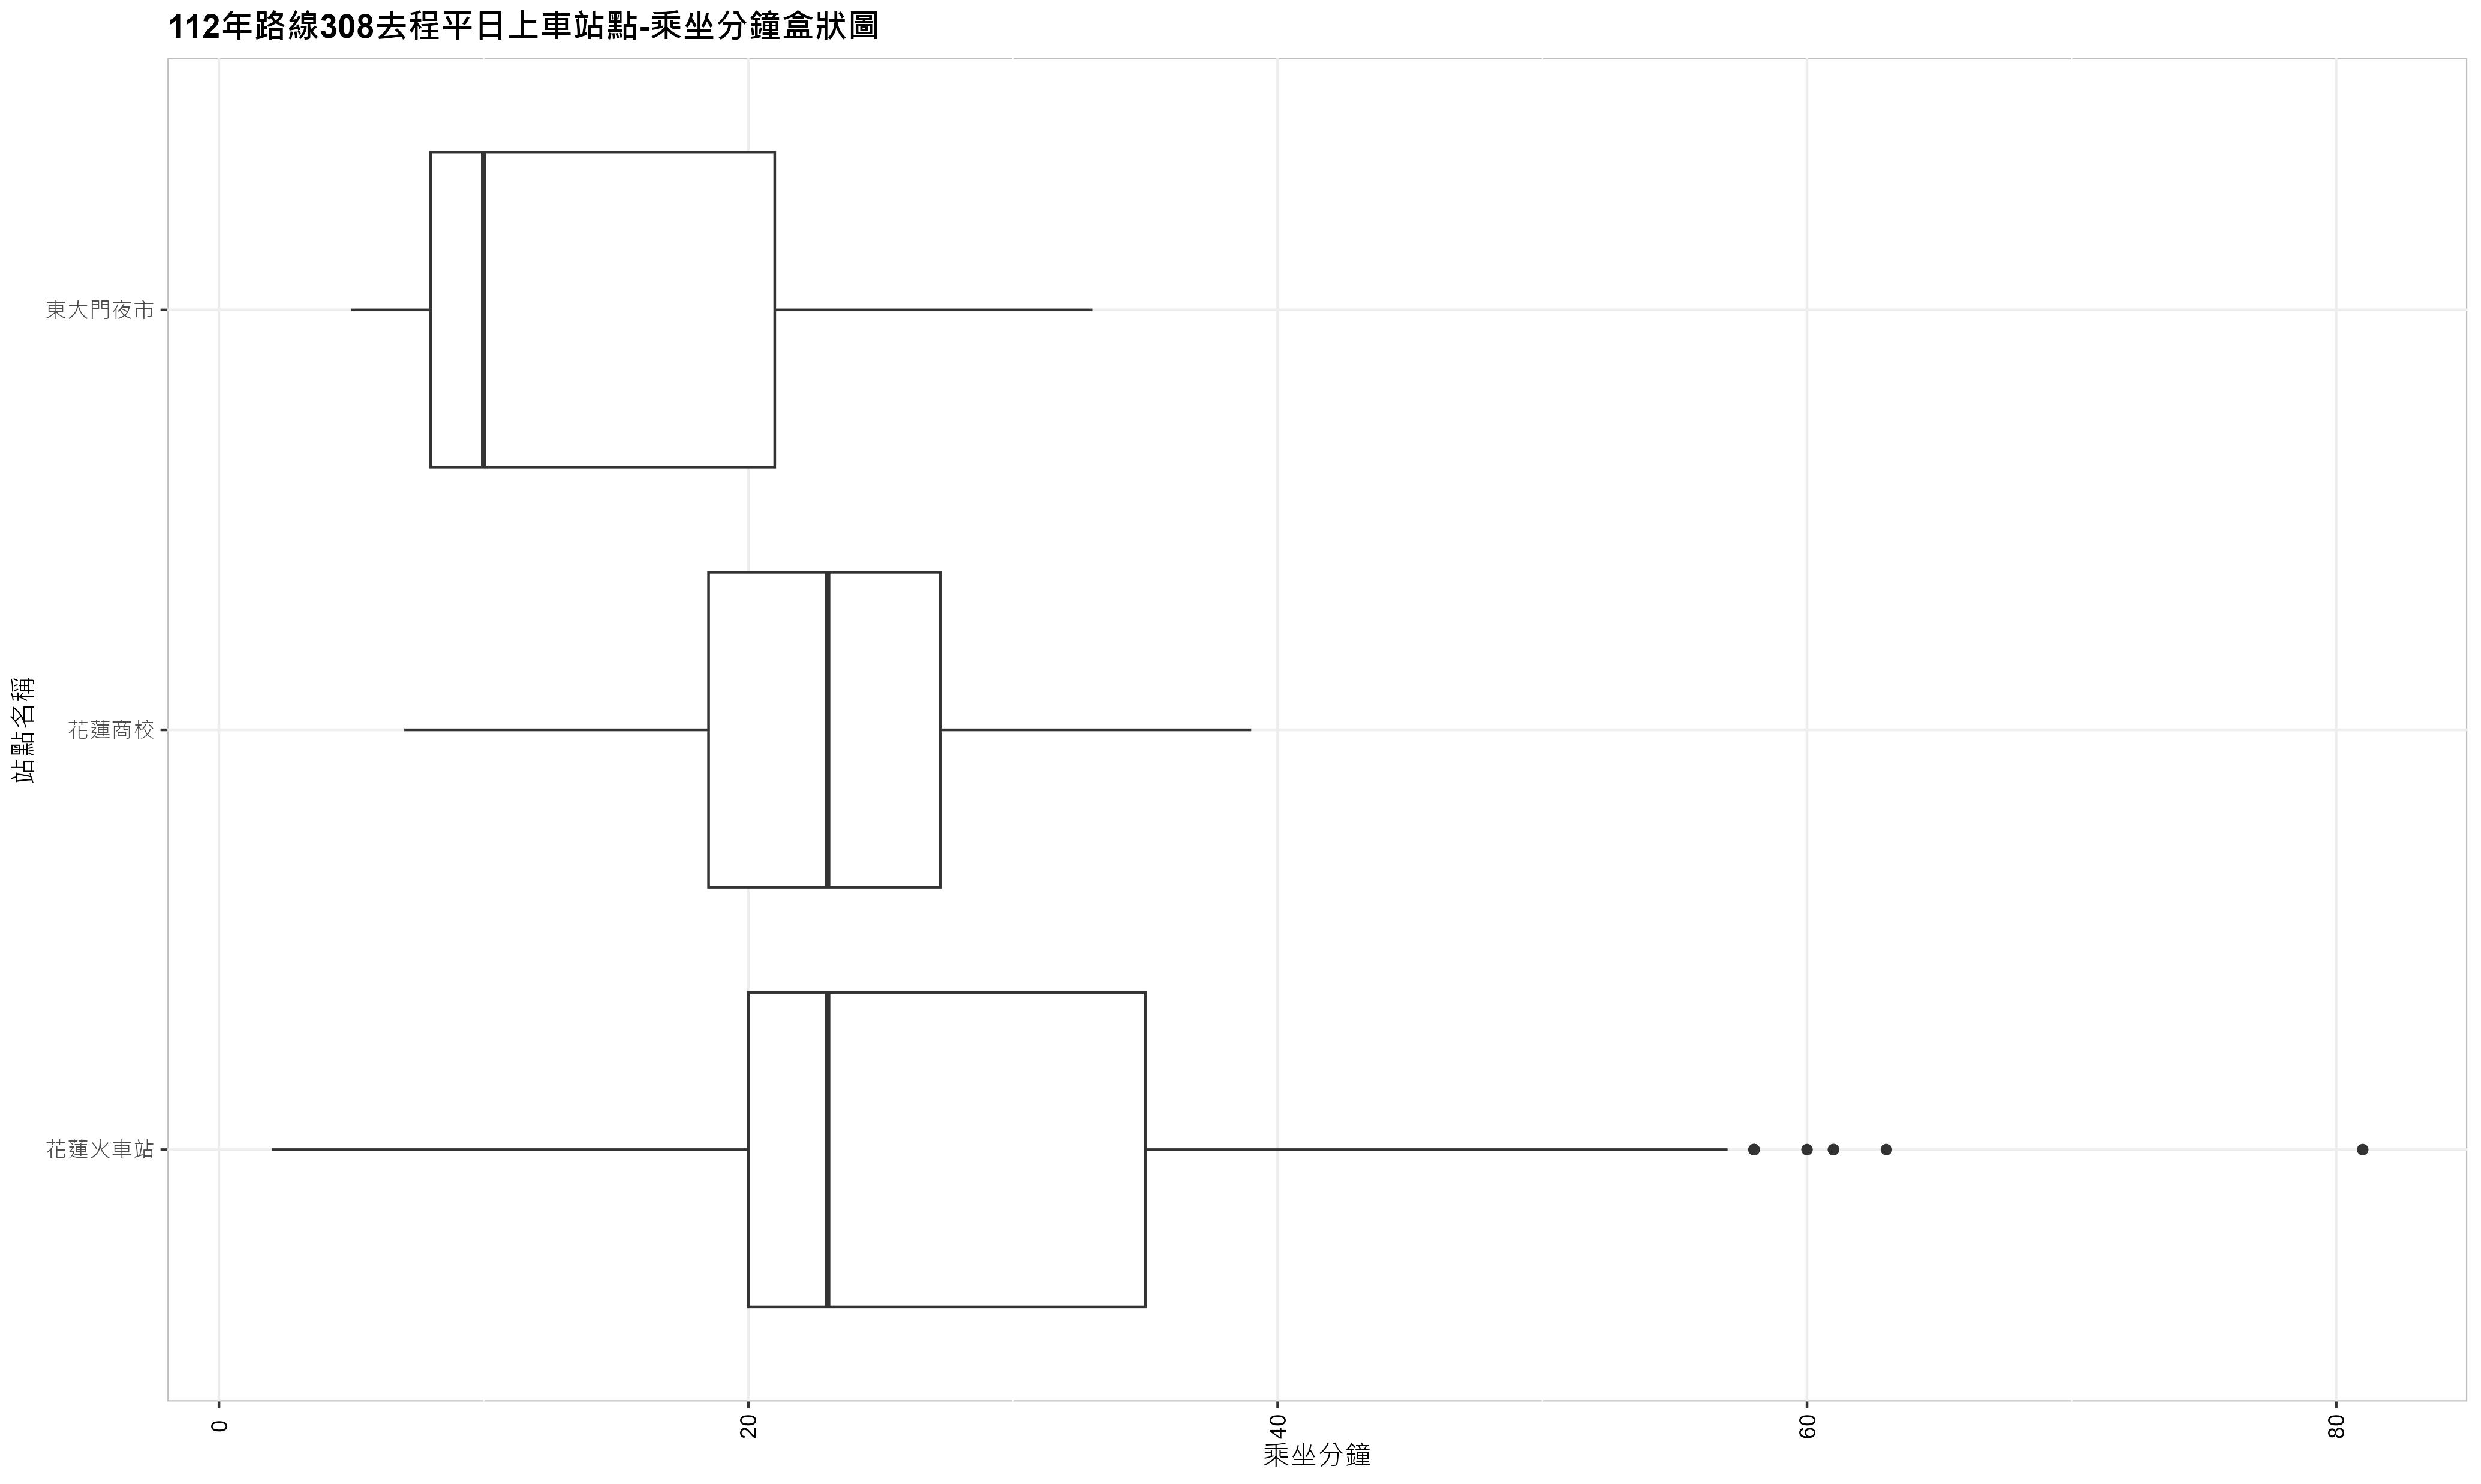 112年路線308去程平日上車站點-乘坐分鐘盒狀圖
站點名稱
東大門夜市
花蓮商校
花蓮火車站
0 20 40 60 80
乘坐分鐘